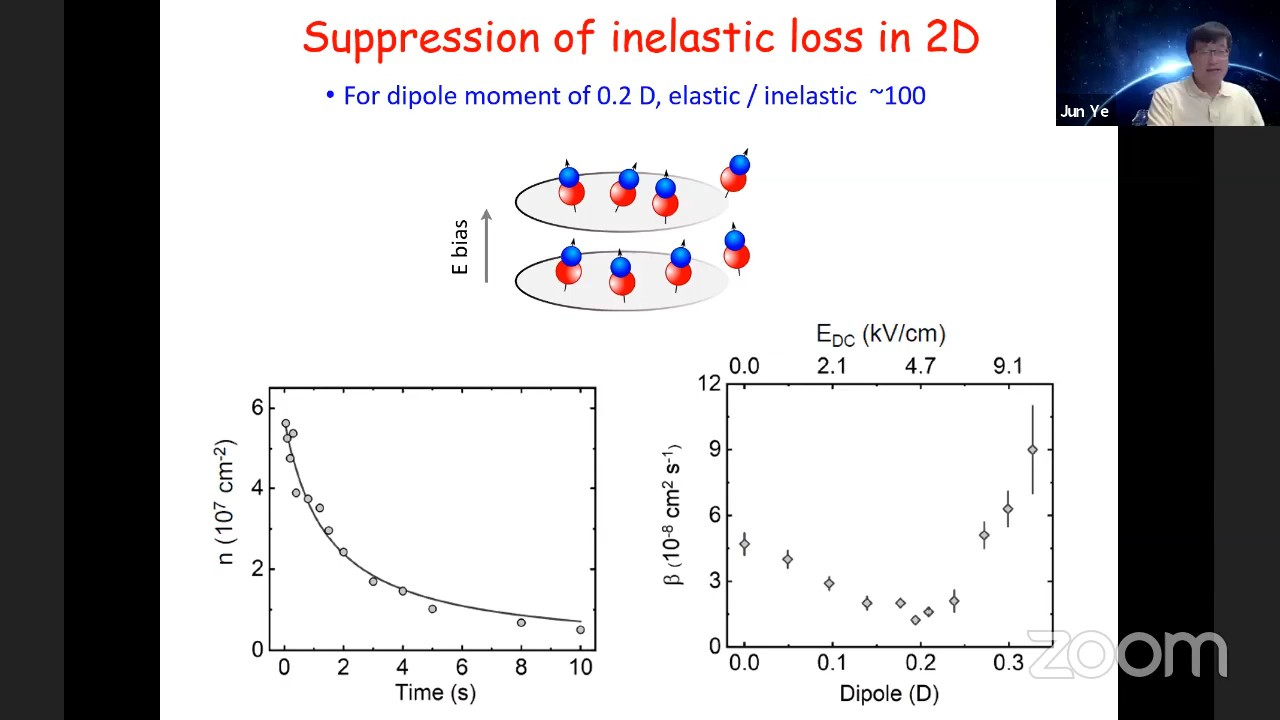 Suppression of inelastic loss in 2D
• For dipole moment of 0.2 D, elastic / inelastic ~100
Jun Ye
E bias
6
4
2
0
n (10⁷ cm⁻²)
0 2 4 6 8 10
Time (s)
E_DC (kV/cm)
0.0 2.1 4.7 9.1
12
9
6
3
0
β (10⁻⁸ cm² s⁻¹)
0.0 0.1 0.2 0.3
Dipole (D)
zoom